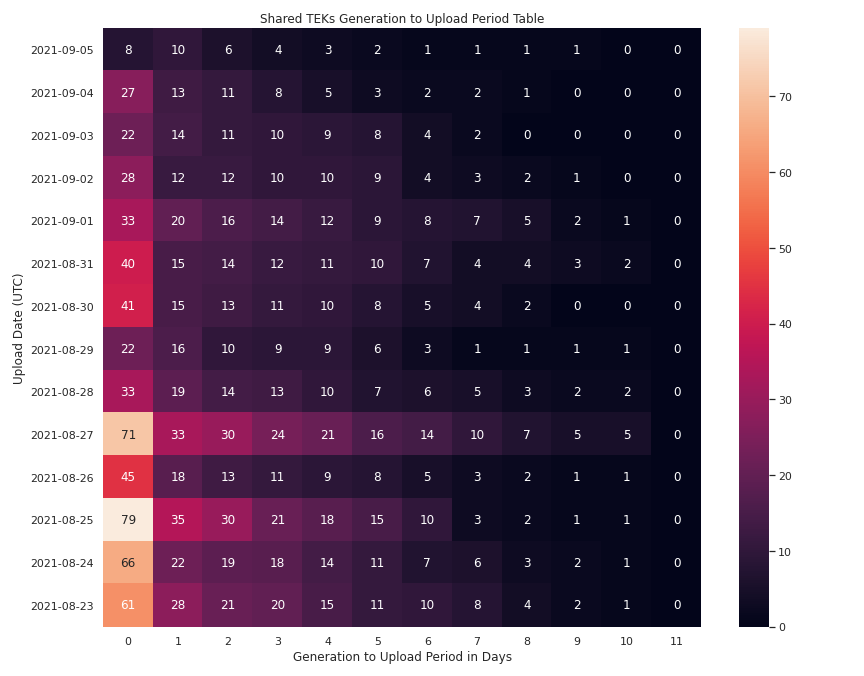 Shared TEKs Generation to Upload Period Table
Upload Date (UTC)
2021-09-05 8 10 6 4 3 2 1 1 1 1 0 0
2021-09-04 27 13 11 8 5 3 2 2 1 0 0 0
2021-09-03 22 14 11 10 9 8 4 2 0 0 0 0
2021-09-02 28 12 12 10 10 9 4 3 2 1 0 0
2021-09-01 33 20 16 14 12 9 8 7 5 2 1 0
2021-08-31 40 15 14 12 11 10 7 4 4 3 2 0
2021-08-30 41 15 13 11 10 8 5 4 2 0 0 0
2021-08-29 22 16 10 9 9 6 3 1 1 1 1 0
2021-08-28 33 19 14 13 10 7 6 5 3 2 2 0
2021-08-27 71 33 30 24 21 16 14 10 7 5 5 0
2021-08-26 45 18 13 11 9 8 5 3 2 1 1 0
2021-08-25 79 35 30 21 18 15 10 3 2 1 1 0
2021-08-24 66 22 19 18 14 11 7 6 3 2 1 0
2021-08-23 61 28 21 20 15 11 10 8 4 2 1 0
0 1 2 3 4 5 6 7 8 9 10 11
Generation to Upload Period in Days
70
60
50
40
30
20
10
0